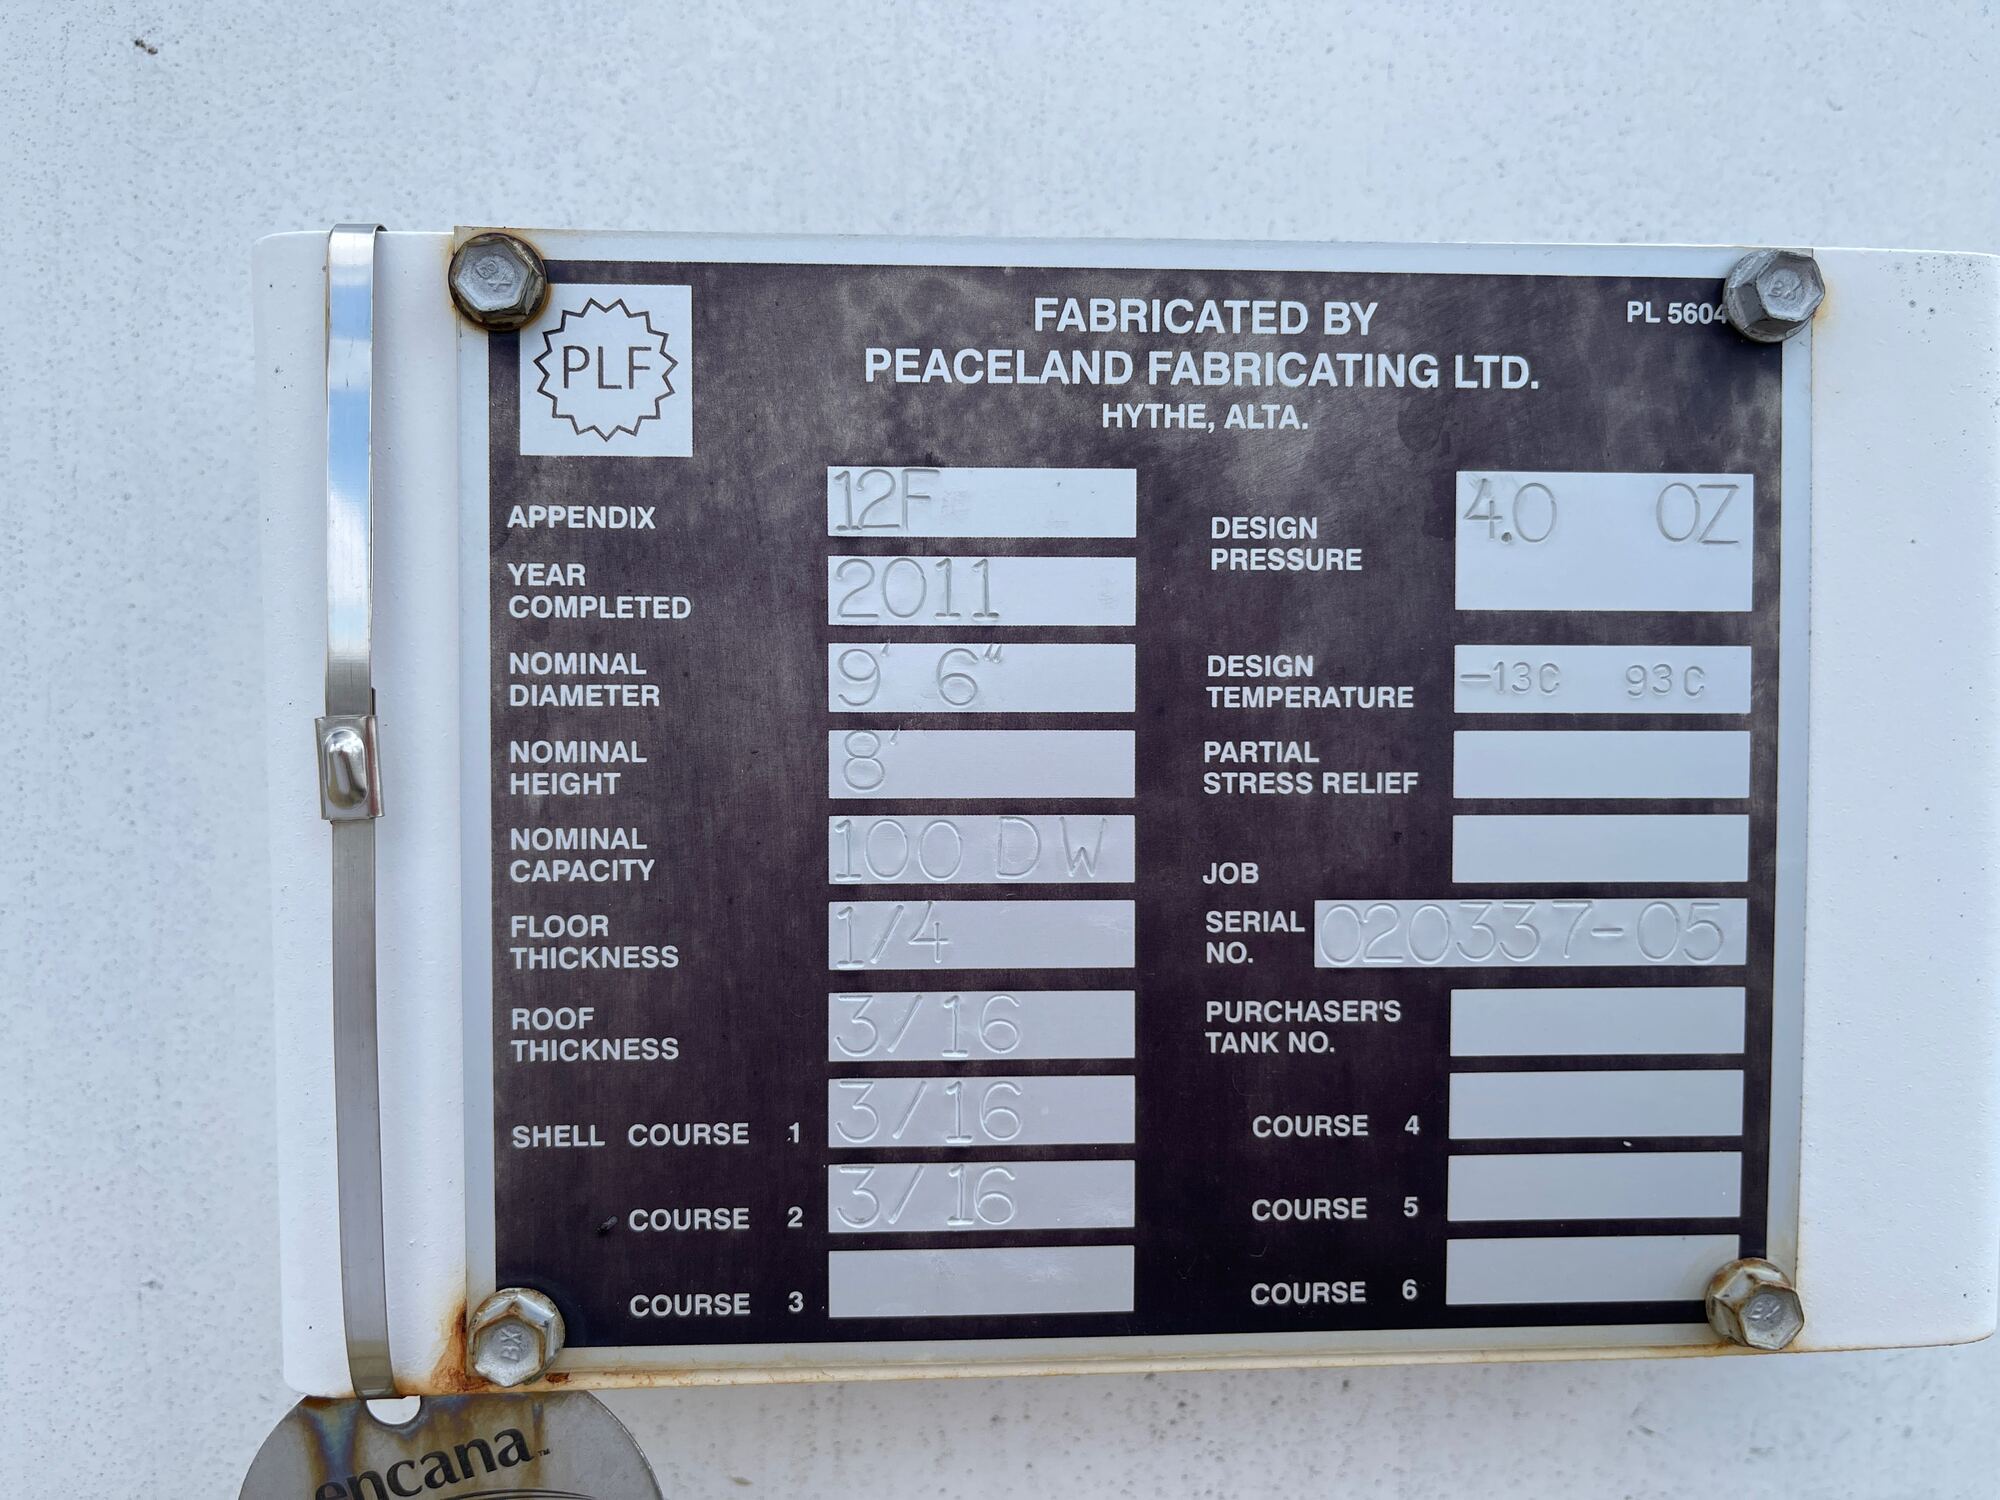 PLF
FABRICATED BY
PEACELAND FABRICATING LTD.
HYTHE, ALTA.
PL 5604
APPENDIX 12F
YEAR COMPLETED 2011
NOMINAL DIAMETER 9' 6"
NOMINAL HEIGHT 8'
NOMINAL CAPACITY 100 DW
FLOOR THICKNESS 1/4
ROOF THICKNESS 3/16
SHELL COURSE 1 3/16
COURSE 2 3/16
COURSE 3
DESIGN PRESSURE 4.0 OZ
DESIGN TEMPERATURE -13C 93C
PARTIAL STRESS RELIEF
JOB
SERIAL NO. 020337-05
PURCHASER'S TANK NO.
COURSE 4
COURSE 5
COURSE 6
encana™